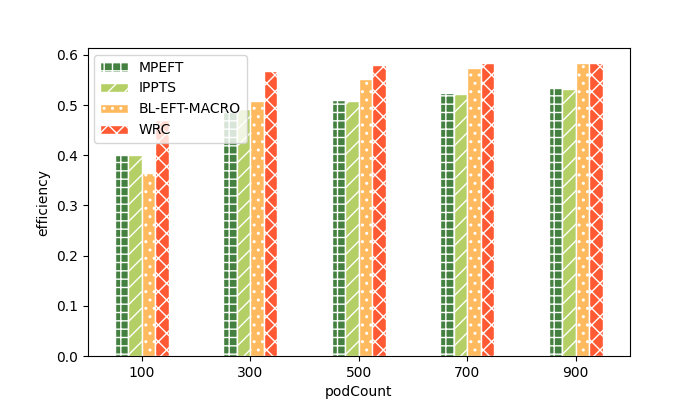 0.6
0.5
0.4
0.3
0.2
0.1
0.0
efficiency
MPEFT
IPPTS
BL-EFT-MACRO
WRC
100 300 500 700 900
podCount